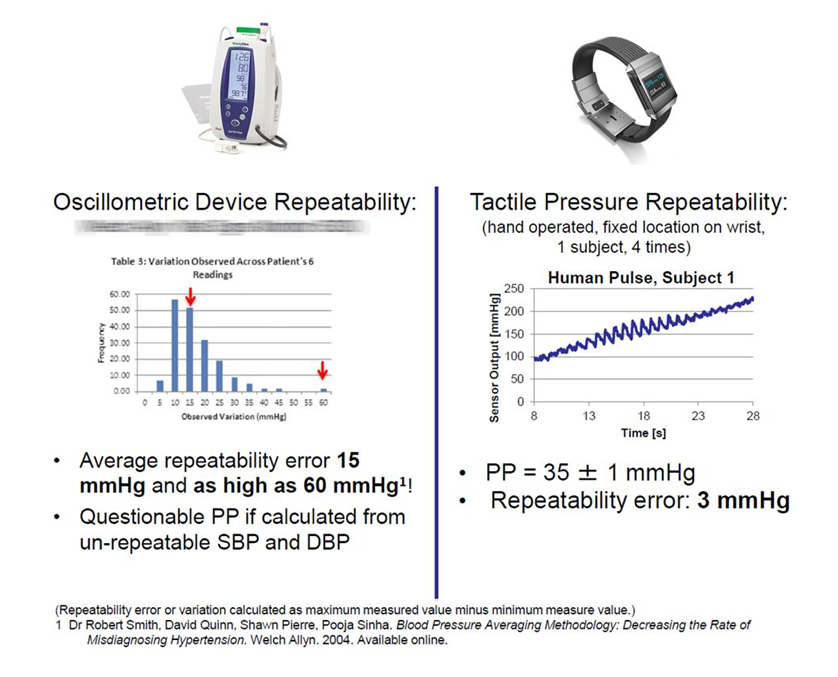 Oscillometric Device Repeatability:
Table 3: Variation Observed Across Patient's 6
Readings
Frequency
60.00
50.00
40.00
30.00
20.00
10.00
0.00
0 5 10 15 20 25 30 35 40 45 50 55 60
Observed Variation (mmHg)
• Average repeatability error 15
mmHg and as high as 60 mmHg¹!
• Questionable PP if calculated from
un-repeatable SBP and DBP
Tactile Pressure Repeatability:
(hand operated, fixed location on wrist,
1 subject, 4 times)
Human Pulse, Subject 1
Sensor Output [mmHg]
250
200
150
100
50
0
8 13 18 23 28
Time [s]
• PP = 35 ± 1 mmHg
• Repeatability error: 3 mmHg
(Repeatability error or variation calculated as maximum measured value minus minimum measure value.)
1 Dr Robert Smith, David Quinn, Shawn Pierre, Pooja Sinha. Blood Pressure Averaging Methodology: Decreasing the Rate of
Misdiagnosing Hypertension. Welch Allyn. 2004. Available online.